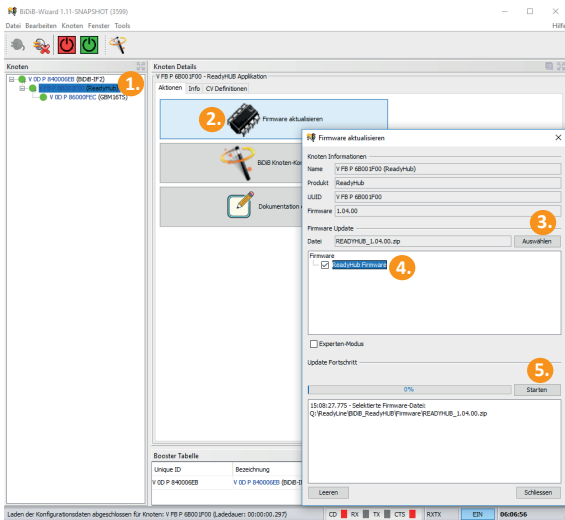 BiDiB-Wizard 1.11-SNAPSHOT (3599)
Datei Bearbeiten Knoten Fenster Tools
Hilfe
Knoten
V 0D P 840006EB (BiDiB-IF2)
(ReadyHub)
V 0D P 86000FEC (GBM16TS)
1.
Knoten Details
V FB P 6B001F00 - ReadyHUB Applikation
Aktionen Info CV Definitionen
2.
Firmware aktualisieren
BiDiB Knoten-Kon
Dokumentation
Booster Tabelle
Unique ID Bezeichnung
V 0D P 840006EB V 0D P 840006EB (BiDiB-I
Firmware aktualisieren
Knoten Informationen
Name V FB P 6B001F00 (ReadyHub)
Produkt ReadyHub
UUID V FB P 6B001F00
Firmware 1.04.00
3.
Firmware Update
Datei READYHUB_1.04.00.zip Auswählen
Firmware
ReadyHub Firmware
4.
Experten-Modus
Update Fortschritt
5.
0% Starten
15:08:27.775 - Selektierte Firmware-Datei:
Q:\ReadyLine\BiDiB_ReadyHUB\Firmware\READYHUB_1.04.00.zip
Leeren Schliessen
Laden der Konfigurationsdaten abgeschlossen für Knoten: V FB P 6B001F00 (Ladedauer: 00:00:00.297) CD RX TX CTS RXTX EIN 06:06:56